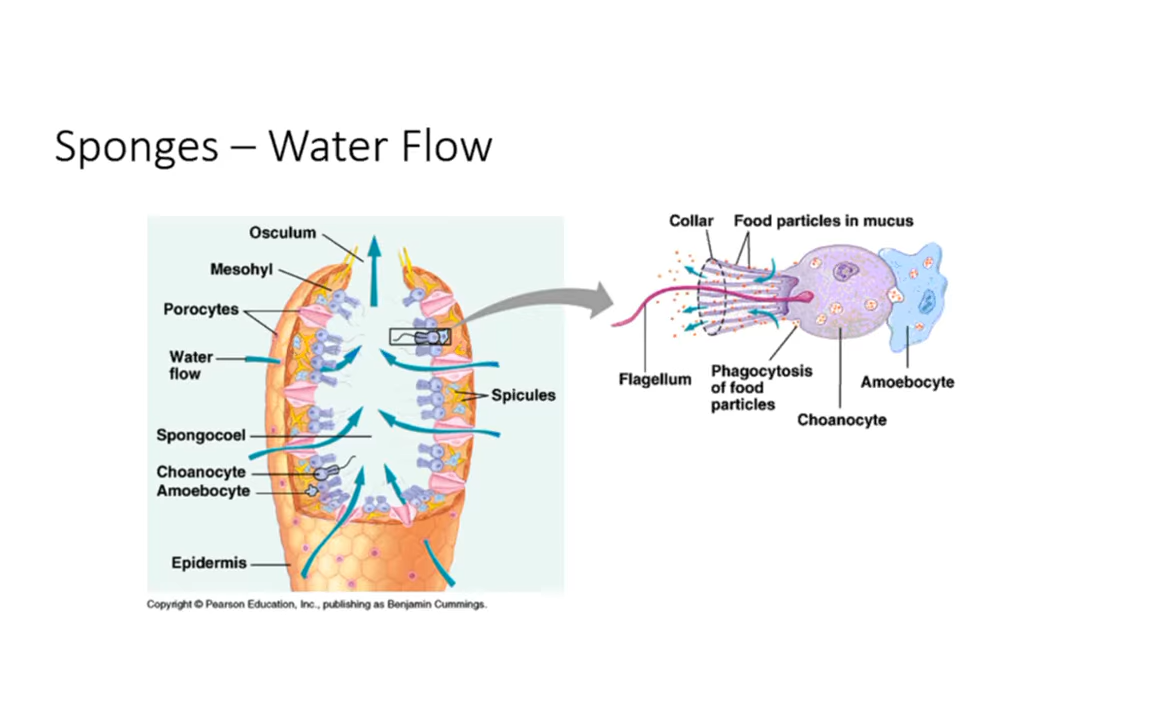 Sponges – Water Flow
Osculum
Mesohyl
Porocytes
Water
flow
Spongocoel
Choanocyte
Amoebocyte
Epidermis
Spicules
Copyright © Pearson Education, Inc., publishing as Benjamin Cummings.
Collar
Food particles in mucus
Flagellum
Phagocytosis
of food
particles
Choanocyte
Amoebocyte